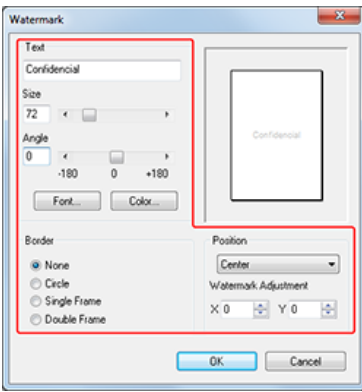 Watermark
Text
Confidencial
Size
72
Angle
0
-180 0 +180
Font... Color...
Confidencial
Border
None
Circle
Single Frame
Double Frame
Position
Center
Watermark Adjustment
X 0 Y 0
OK Cancel